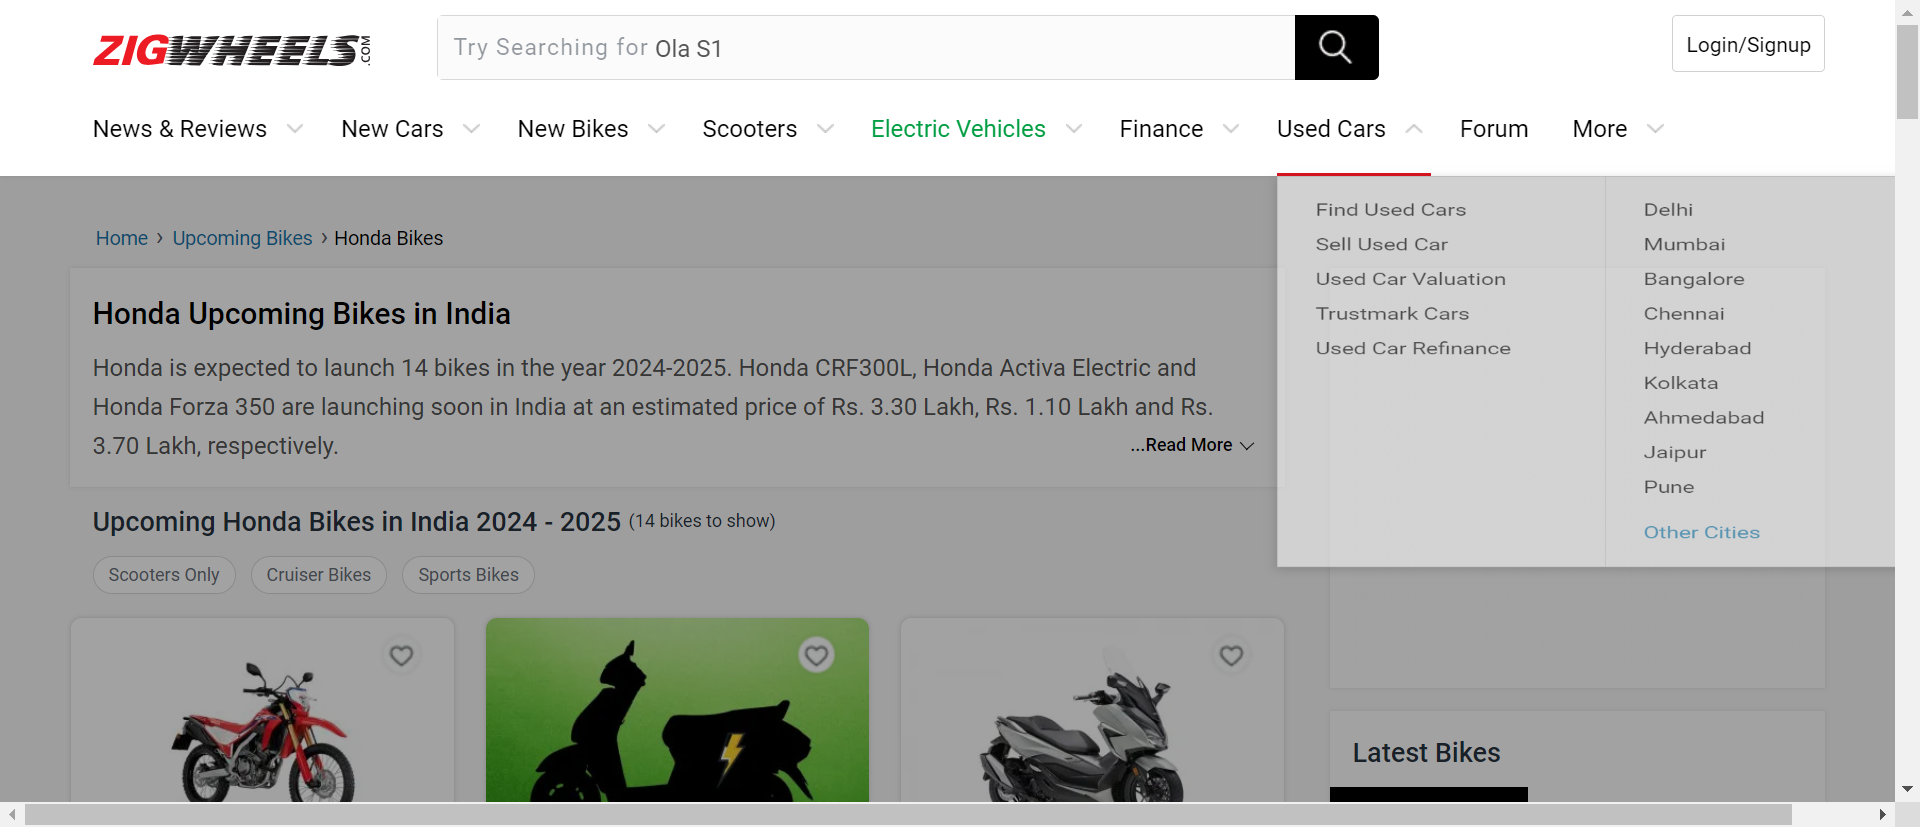 ZIGWHEELS.COM
Try Searching for Ola S1
Login/Signup
News & Reviews New Cars New Bikes Scooters Electric Vehicles Finance Used Cars Forum More
Find Used Cars
Sell Used Car
Used Car Valuation
Trustmark Cars
Used Car Refinance
Delhi
Mumbai
Bangalore
Chennai
Hyderabad
Kolkata
Ahmedabad
Jaipur
Pune
Other Cities
Home › Upcoming Bikes › Honda Bikes
Honda Upcoming Bikes in India
Honda is expected to launch 14 bikes in the year 2024-2025. Honda CRF300L, Honda Activa Electric and
Honda Forza 350 are launching soon in India at an estimated price of Rs. 3.30 Lakh, Rs. 1.10 Lakh and Rs.
3.70 Lakh, respectively.
...Read More
Upcoming Honda Bikes in India 2024 - 2025 (14 bikes to show)
Scooters Only Cruiser Bikes Sports Bikes
Latest Bikes